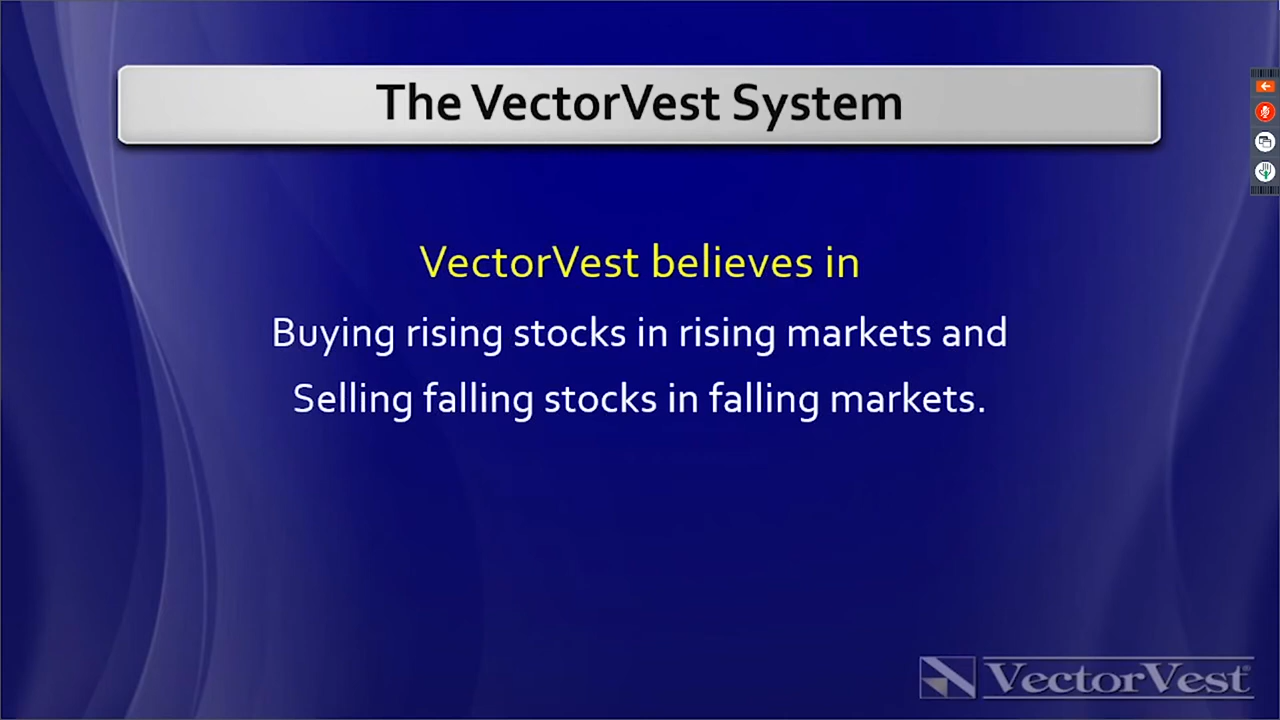 The VectorVest System
VectorVest believes in
Buying rising stocks in rising markets and
Selling falling stocks in falling markets.
VectorVest®